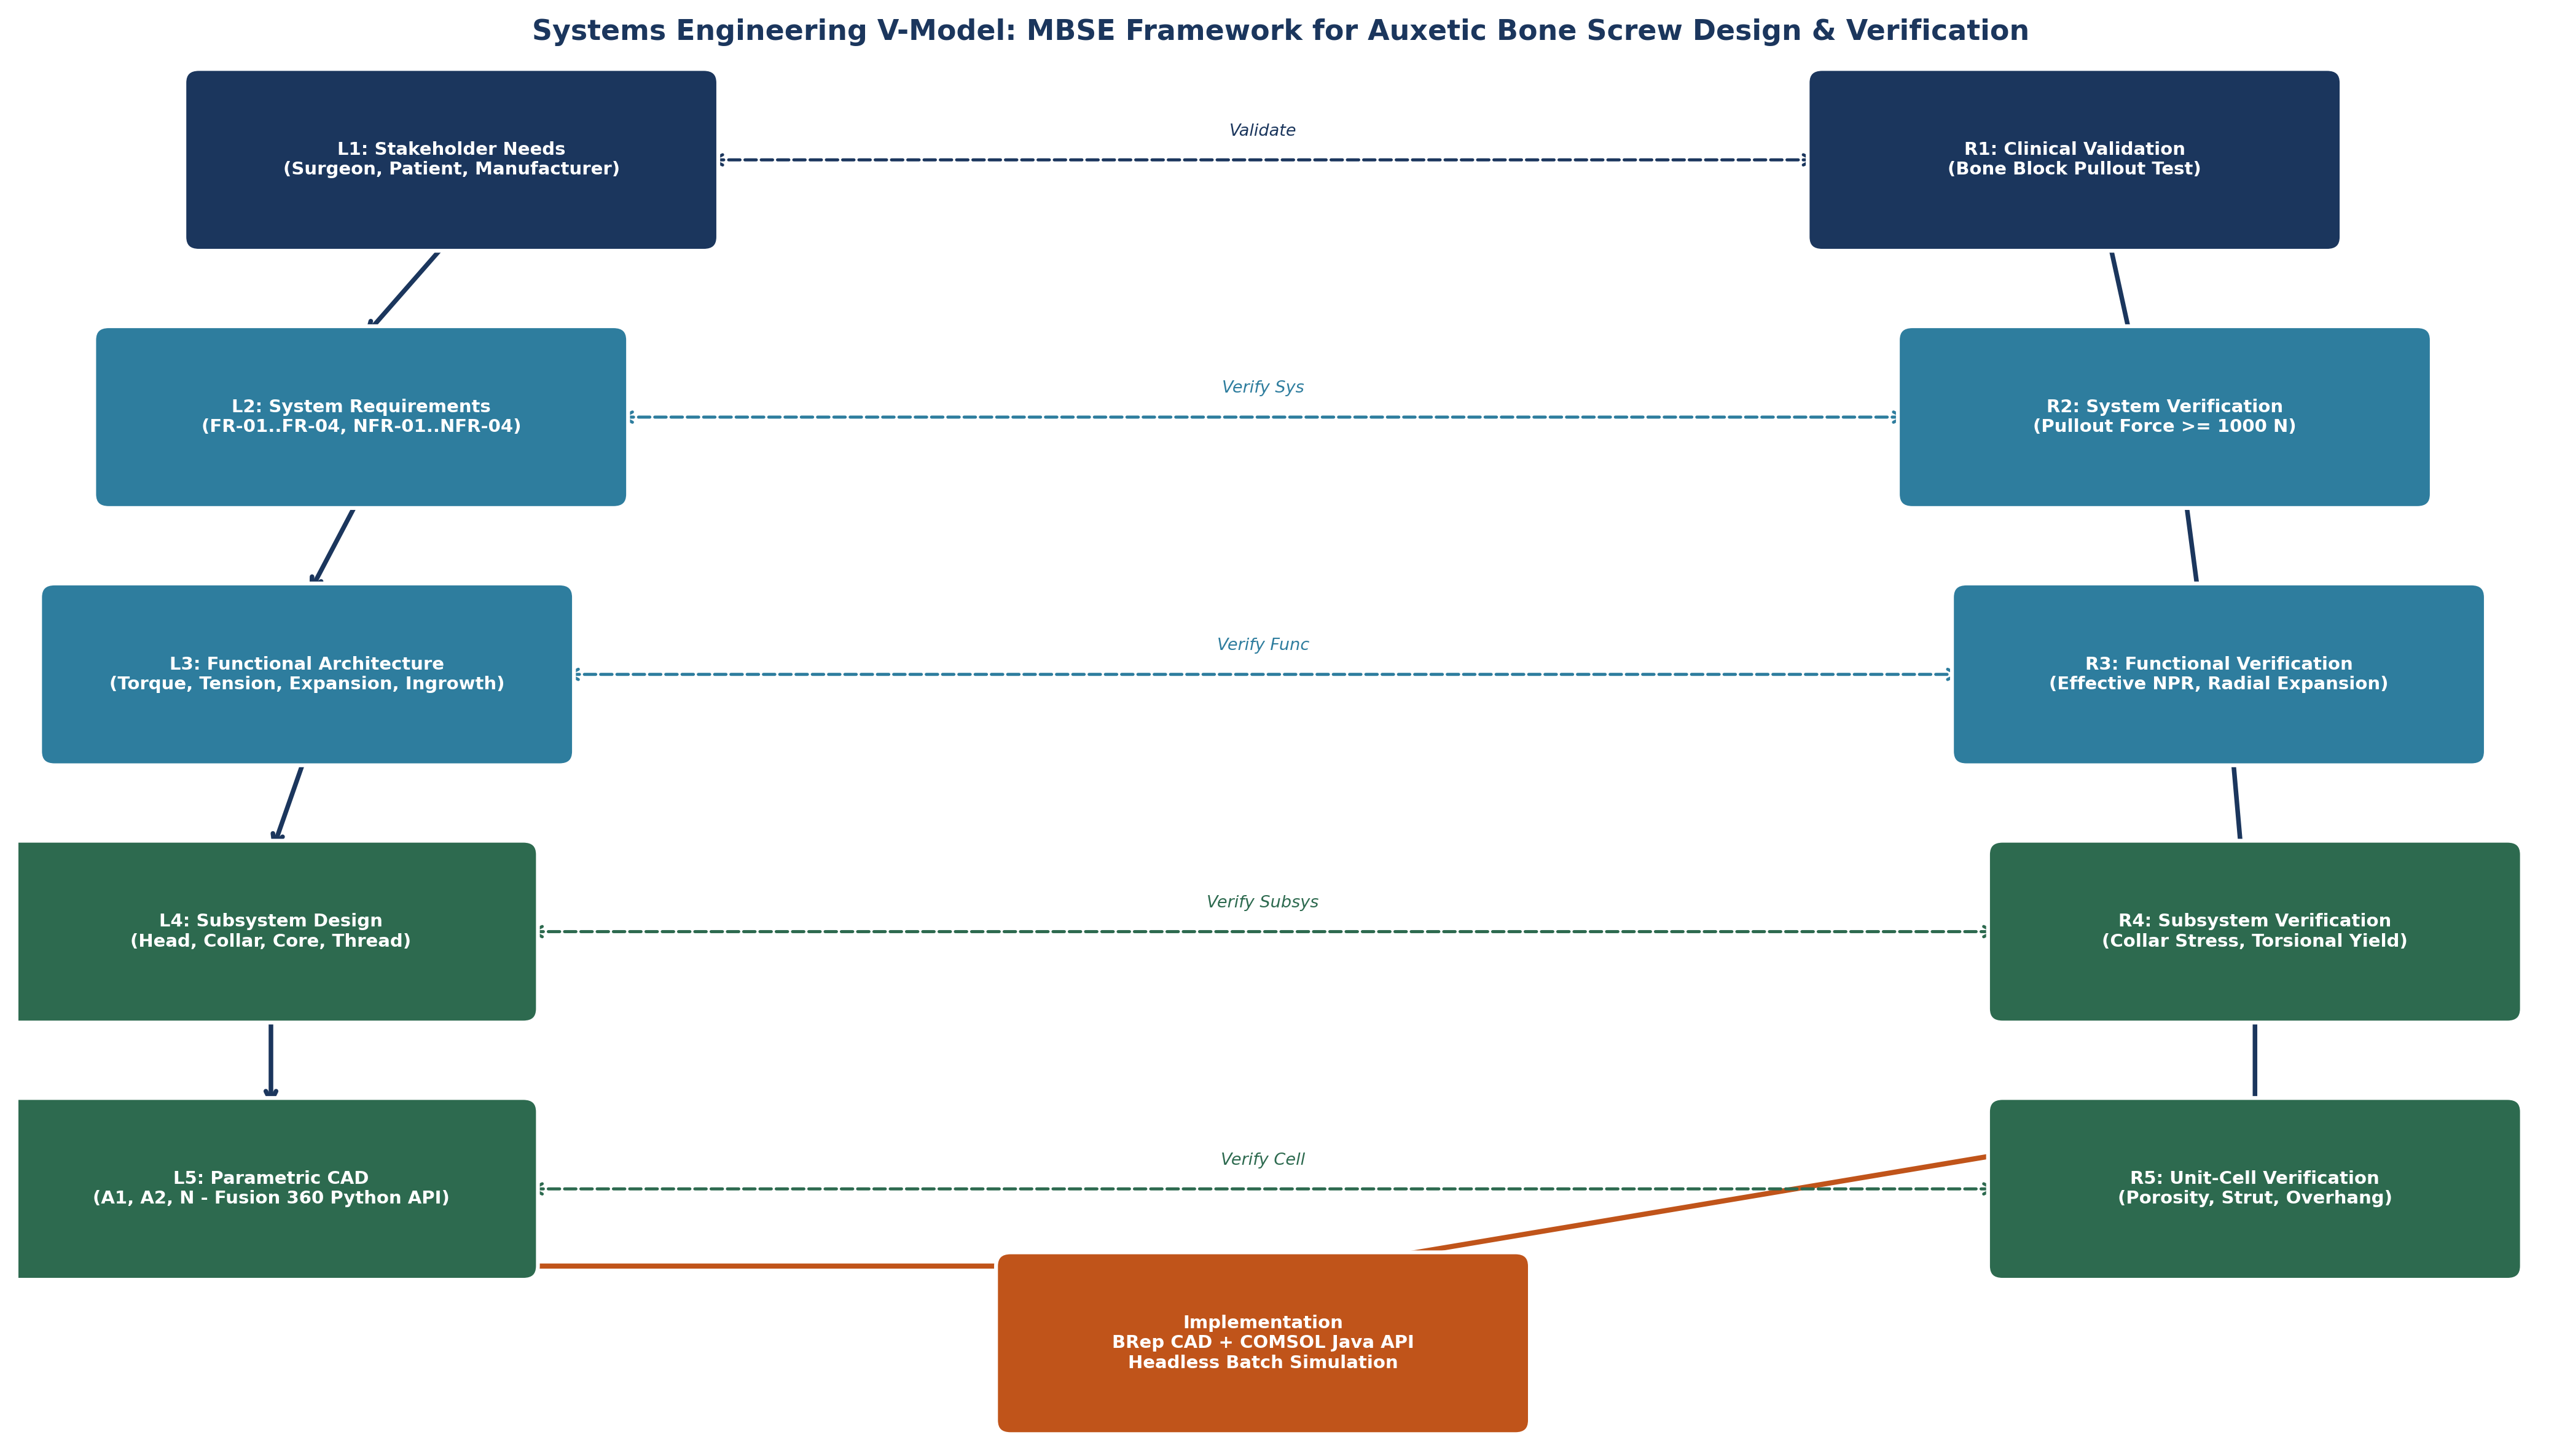 Systems Engineering V-Model: MBSE Framework for Auxetic Bone Screw Design & Verification
L1: Stakeholder Needs
(Surgeon, Patient, Manufacturer)
Validate
R1: Clinical Validation
(Bone Block Pullout Test)
L2: System Requirements
(FR-01..FR-04, NFR-01..NFR-04)
Verify Sys
R2: System Verification
(Pullout Force >= 1000 N)
L3: Functional Architecture
(Torque, Tension, Expansion, Ingrowth)
Verify Func
R3: Functional Verification
(Effective NPR, Radial Expansion)
L4: Subsystem Design
(Head, Collar, Core, Thread)
Verify Subsys
R4: Subsystem Verification
(Collar Stress, Torsional Yield)
L5: Parametric CAD
(A1, A2, N - Fusion 360 Python API)
Verify Cell
R5: Unit-Cell Verification
(Porosity, Strut, Overhang)
Implementation
BRep CAD + COMSOL Java API
Headless Batch Simulation